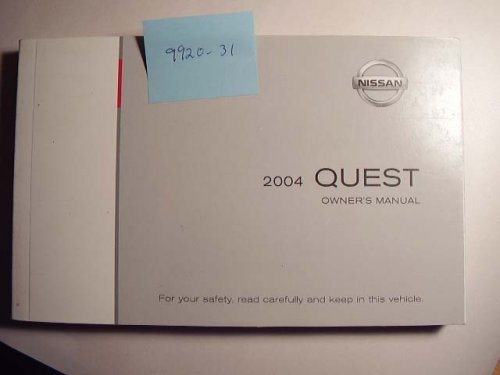 9920-31
NISSAN
2004 QUEST
OWNER'S MANUAL
For your safety, read carefully and keep in this vehicle.